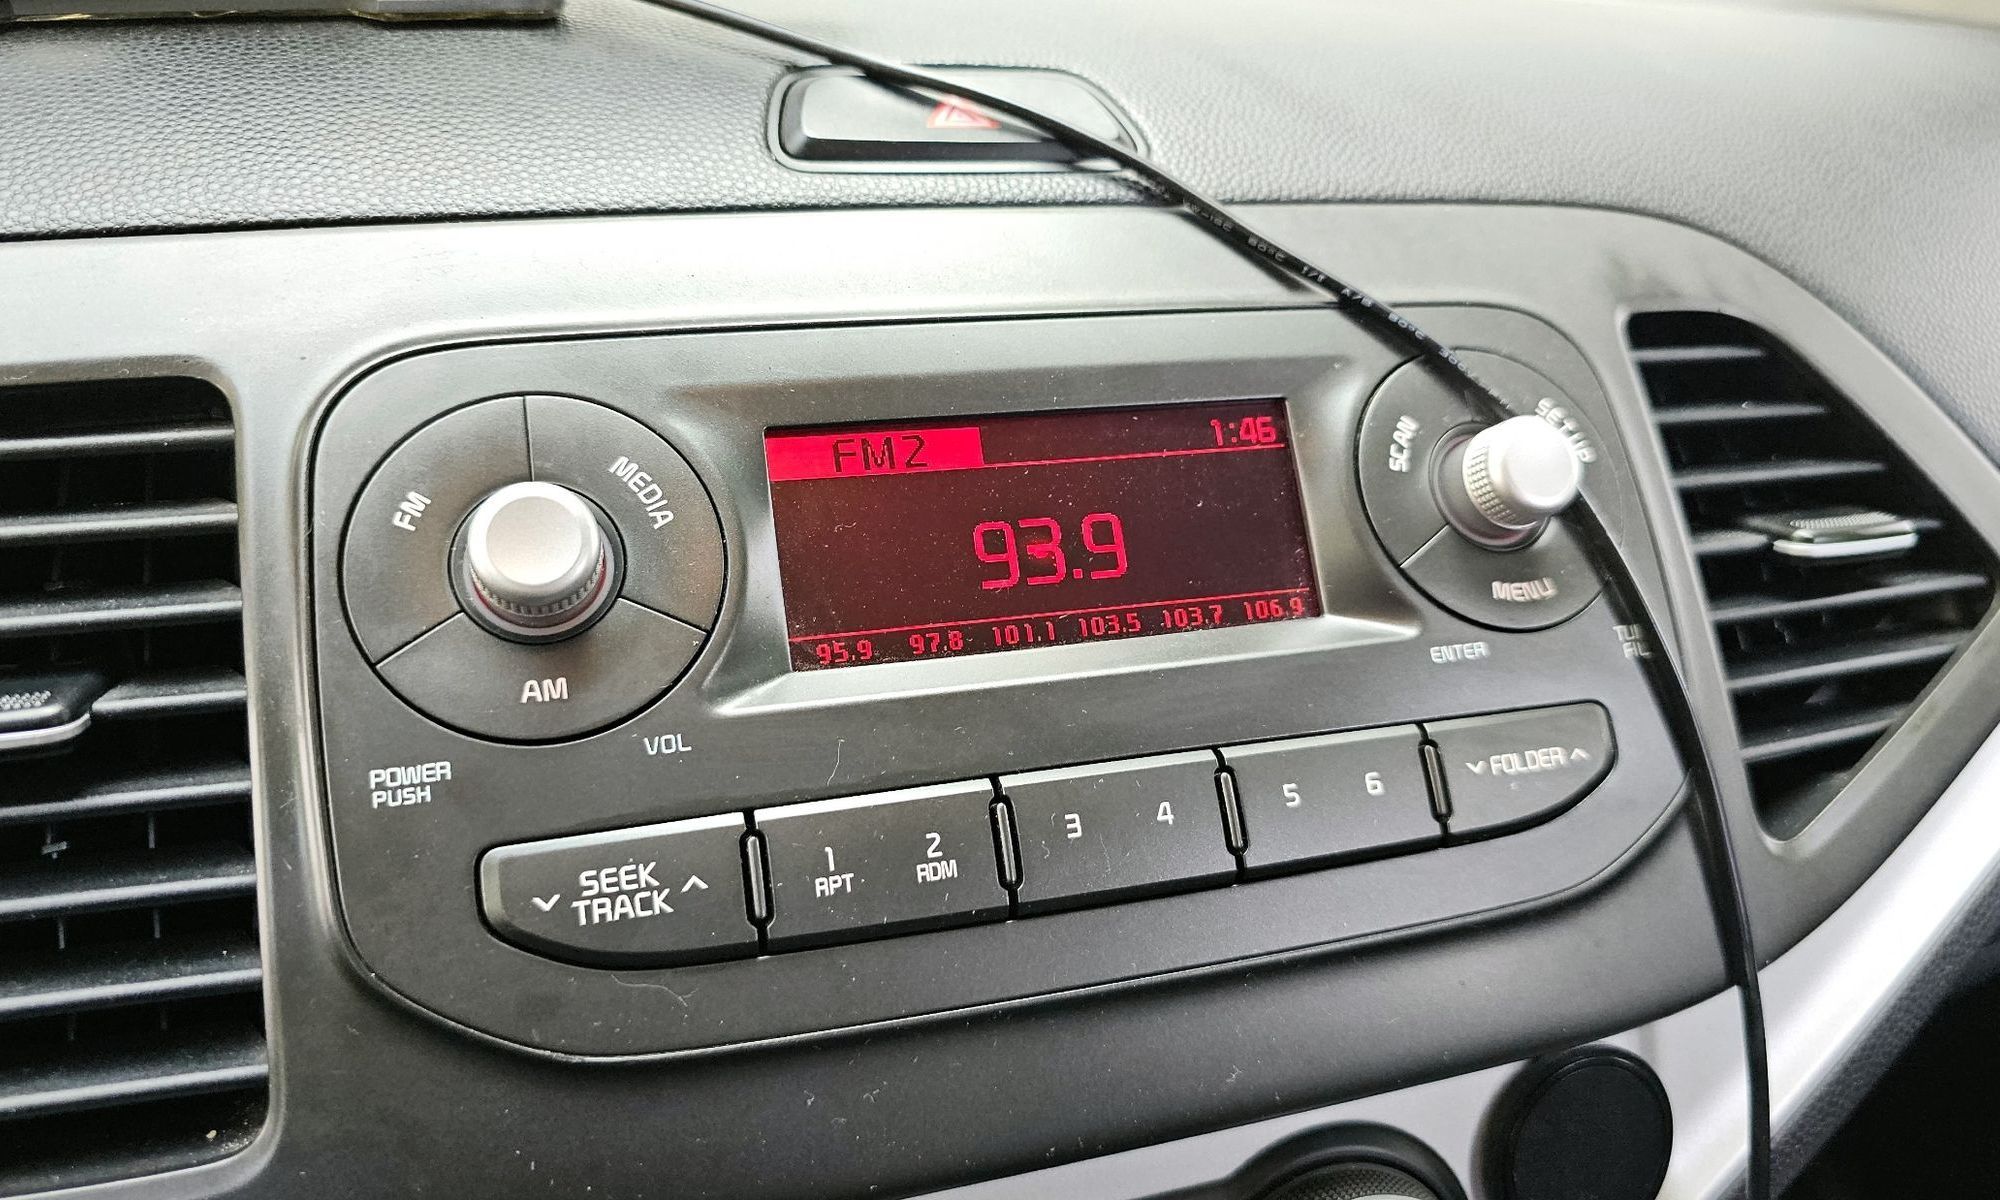 FM2 1:46
93.9
95.9 97.8 101.1 103.5 103.7 106.9
FM
MEDIA
AM
POWER
PUSH
VOL
SCAN
SETUP
MENU
ENTER
SEEK
TRACK
1
RPT
2
RDM
3
4
5
6
FOLDER